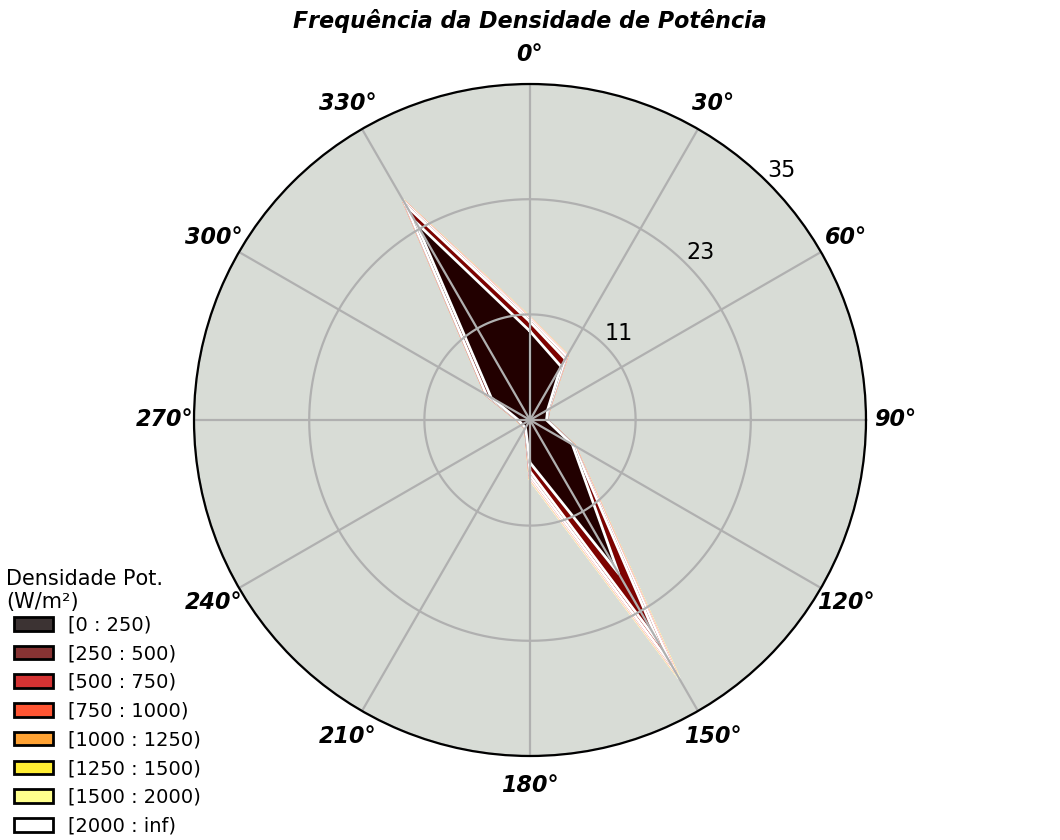 Frequência da Densidade de Potência
0°
330°
30°
35
300°
60°
23
11
270°
90°
240°
120°
210°
150°
180°
Densidade Pot.
(W/m²)
[0 : 250)
[250 : 500)
[500 : 750)
[750 : 1000)
[1000 : 1250)
[1250 : 1500)
[1500 : 2000)
[2000 : inf)